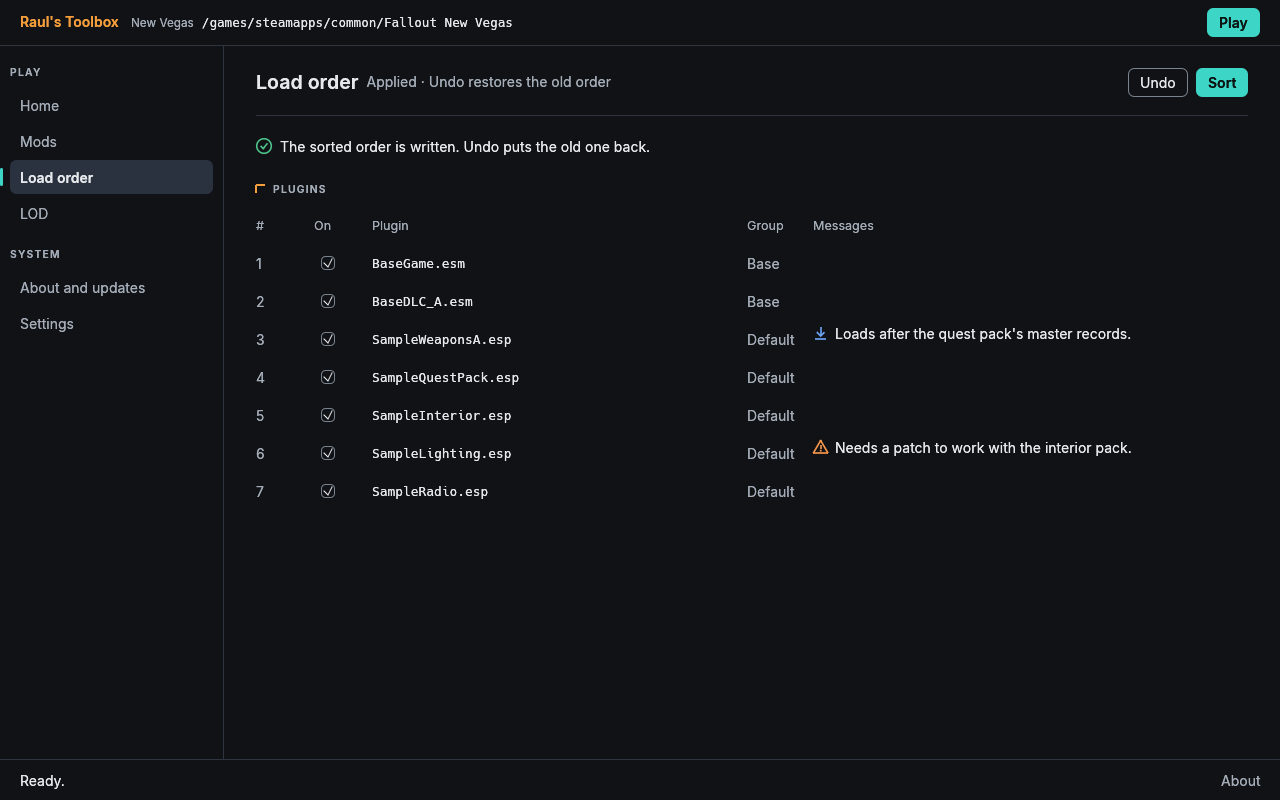 Raul's Toolbox New Vegas /games/steamapps/common/Fallout New Vegas Play
PLAY
Home
Mods
Load order
LOD
SYSTEM
About and updates
Settings
Load order Applied · Undo restores the old order Undo Sort
The sorted order is written. Undo puts the old one back.
PLUGINS
# On Plugin Group Messages
1 BaseGame.esm Base
2 BaseDLC_A.esm Base
3 SampleWeaponsA.esp Default Loads after the quest pack's master records.
4 SampleQuestPack.esp Default
5 SampleInterior.esp Default
6 SampleLighting.esp Default Needs a patch to work with the interior pack.
7 SampleRadio.esp Default
Ready. About